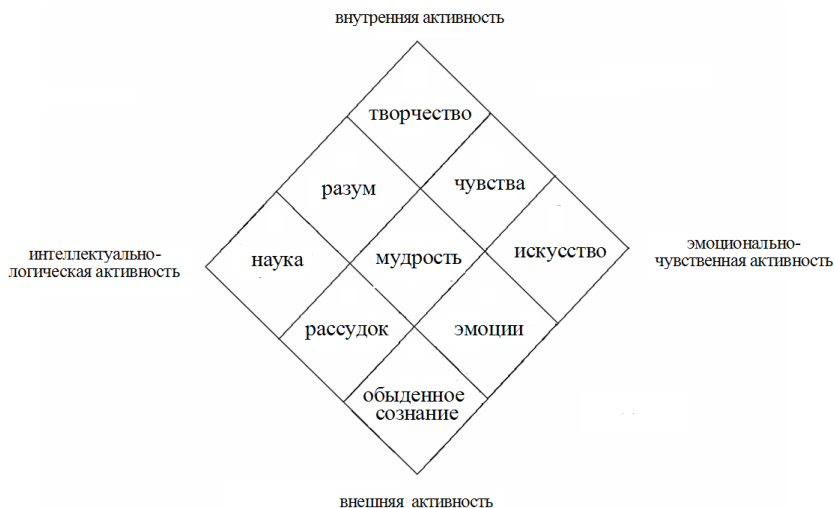 внутренняя активность
творчество
разум
чувства
интеллектуально-
логическая активность
наука
мудрость
искусство
эмоционально-
чувственная активность
рассудок
эмоции
обыденное
сознание
внешняя активность